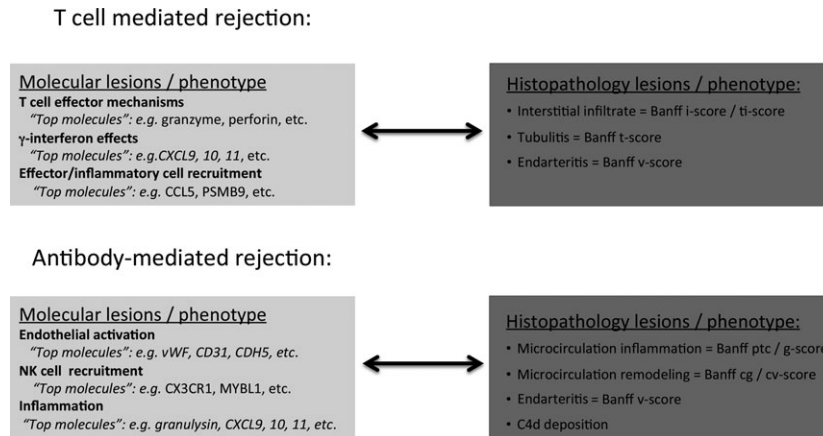 T cell mediated rejection:
Molecular lesions / phenotype
T cell effector mechanisms
“Top molecules”: e.g. granzyme, perforin, etc.
γ-interferon effects
“Top molecules”: e.g.CXCL9, 10, 11, etc.
Effector/inflammatory cell recruitment
“Top molecules”: e.g. CCL5, PSMB9, etc.
Histopathology lesions / phenotype:
• Interstitial infiltrate = Banff i-score / ti-score
• Tubulitis = Banff t-score
• Endarteritis = Banff v-score
Antibody-mediated rejection:
Molecular lesions / phenotype
Endothelial activation
“Top molecules”: e.g. vWF, CD31, CDH5, etc.
NK cell recruitment
“Top molecules”: e.g. CX3CR1, MYBL1, etc.
Inflammation
“Top molecules”: e.g. granulysin, CXCL9, 10, 11, etc.
Histopathology lesions / phenotype:
• Microcirculation inflammation = Banff ptc / g-score
• Microcirculation remodeling = Banff cg / cv-score
• Endarteritis = Banff v-score
• C4d deposition